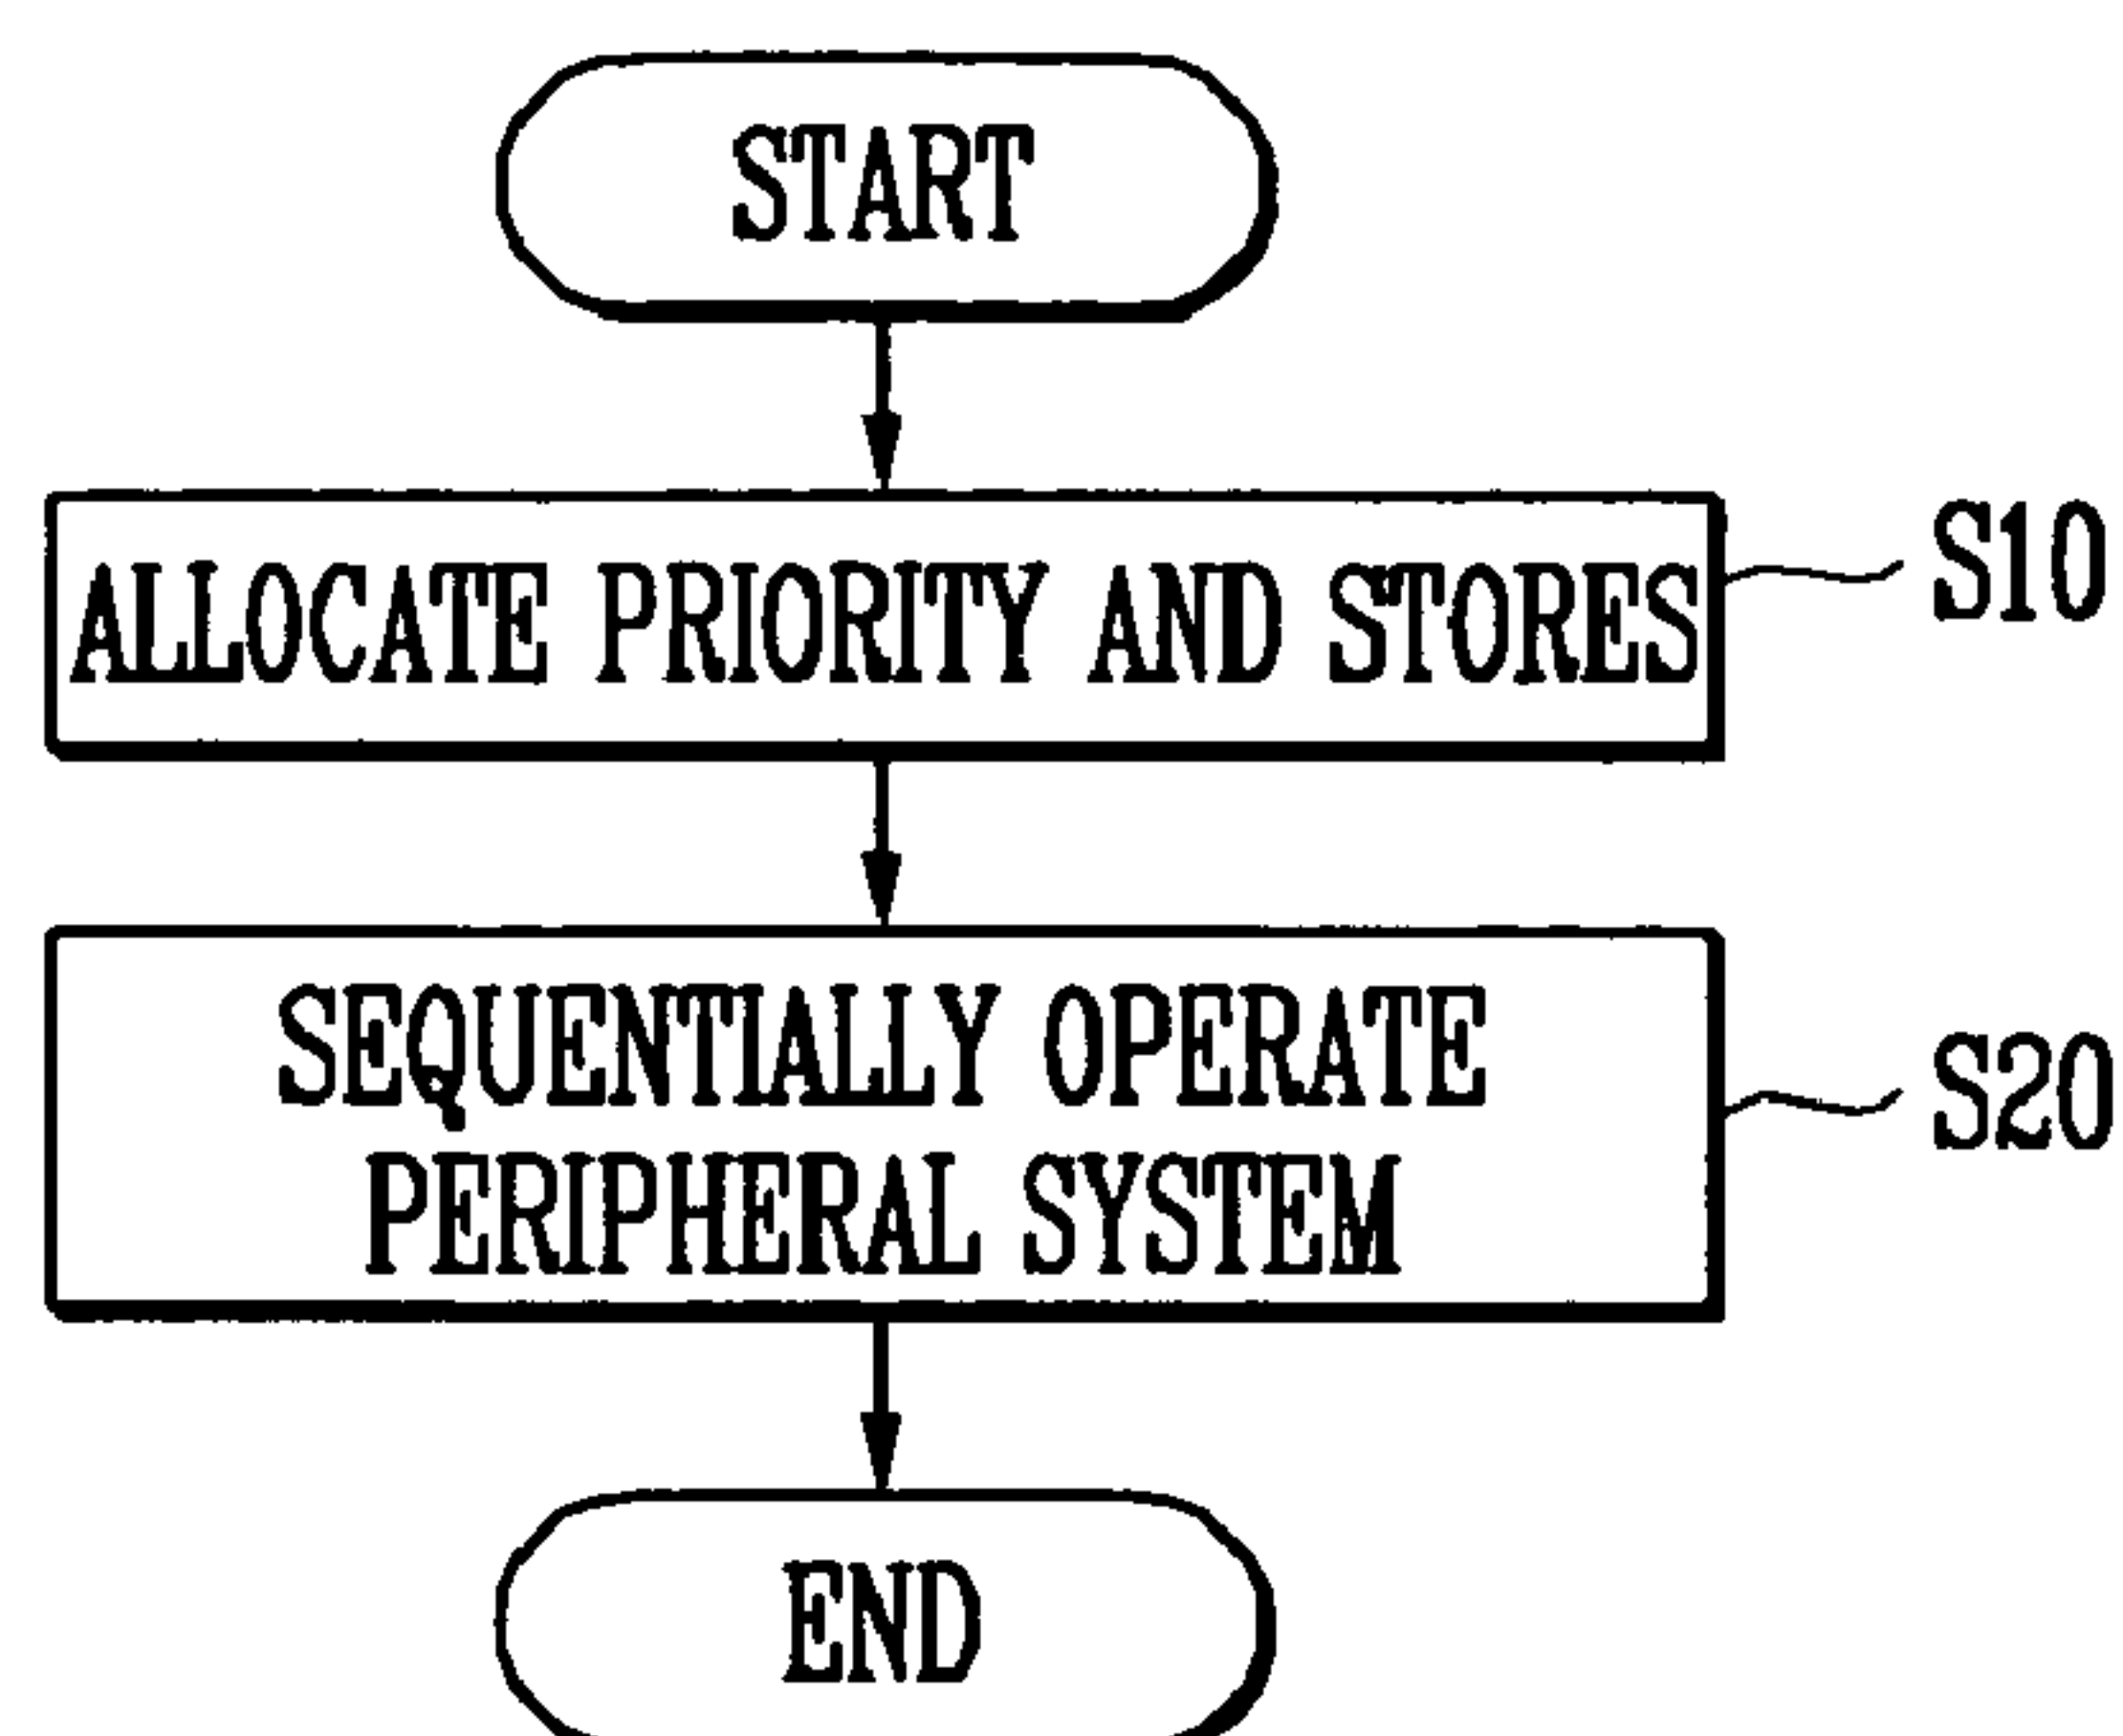 START
ALLOCATE PRIORITY AND STORES
S10
SEQUENTIALLY OPERATE
PERIPHERAL SYSTEM
S20
END